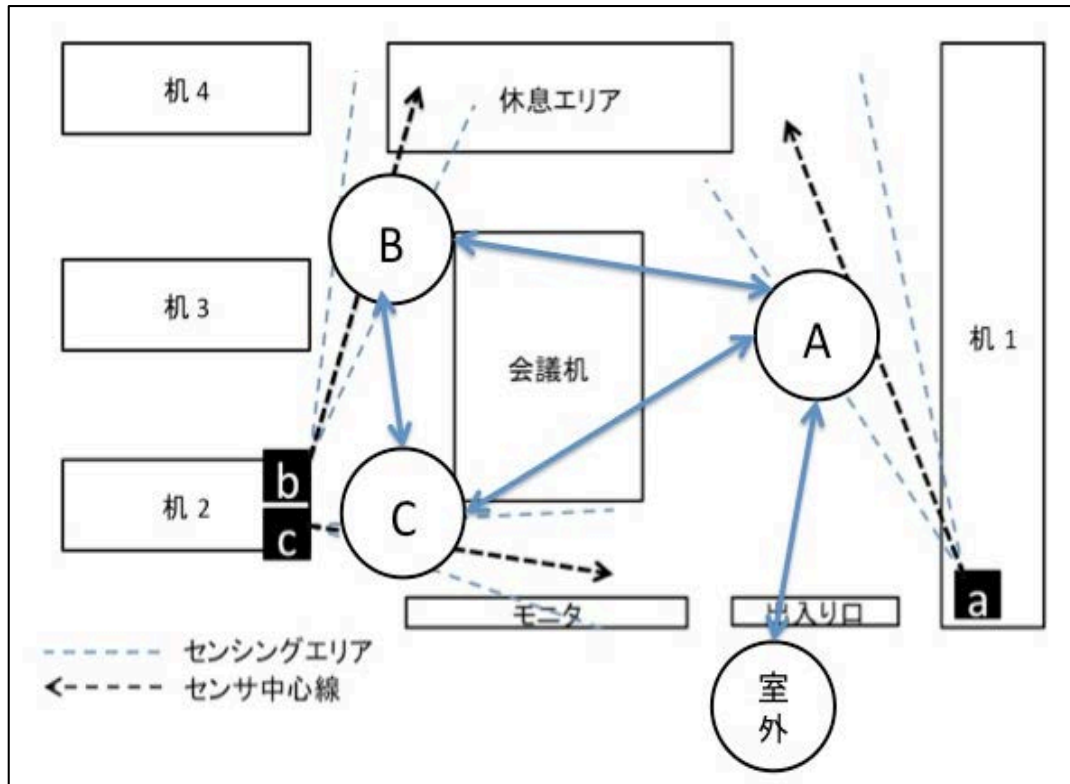 机 4
休息エリア
B
A
机 3
会議机
机 1
b
机 2
C
c
a
モニタ
出入り口
センシングエリア
センサ中心線
室
外